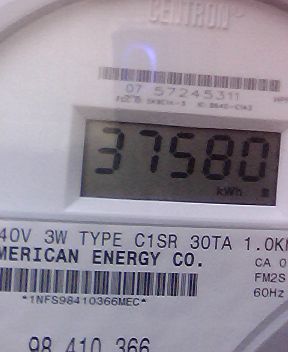 CENTRON
07 57245311
37580
kWh
40V 3W TYPE C1SR 30TA 1.0K
MERICAN ENERGY CO.
CA 0
FM2S
60Hz
*1NFS98410366MEC*
98 410 366